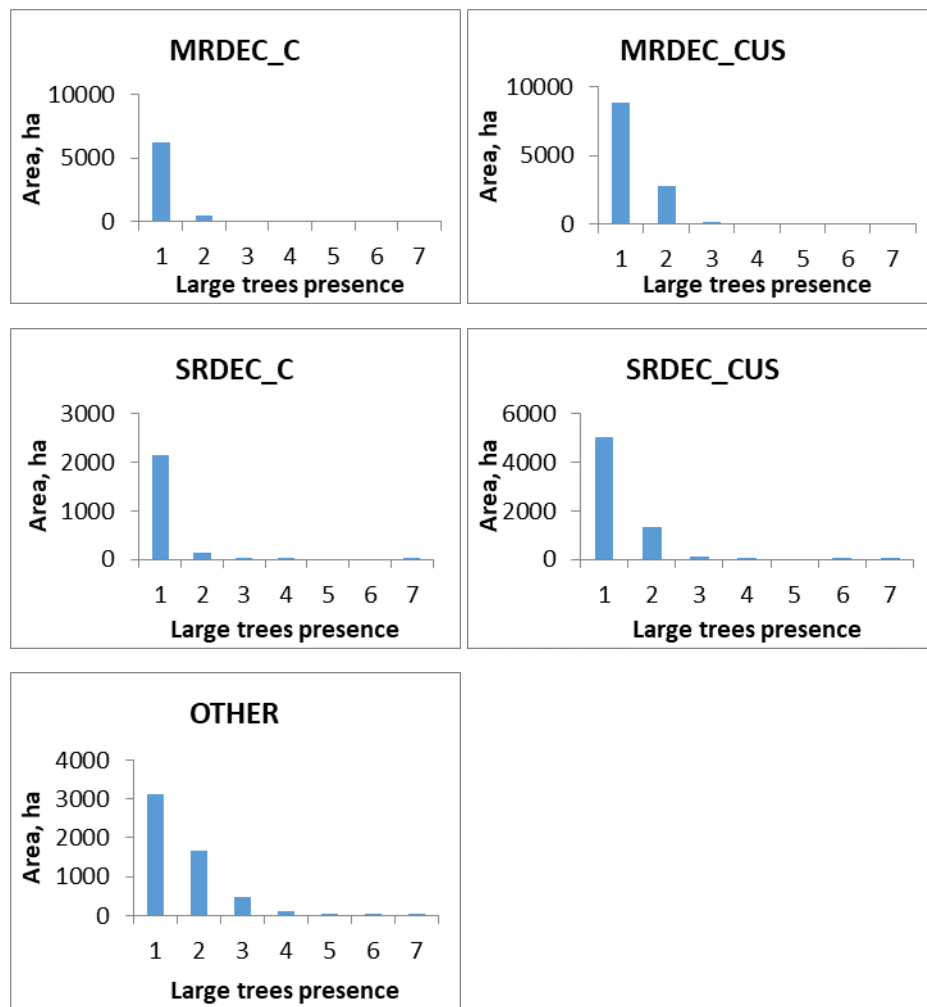 MRDEC_C
Area, ha
10000
5000
0
1 2 3 4 5 6 7
Large trees presence
MRDEC_CUS
Area, ha
10000
5000
0
1 2 3 4 5 6 7
Large trees presence
SRDEC_C
Area, ha
3000
2000
1000
0
1 2 3 4 5 6 7
Large trees presence
SRDEC_CUS
Area, ha
6000
4000
2000
0
1 2 3 4 5 6 7
Large trees presence
OTHER
Area, ha
4000
3000
2000
1000
0
1 2 3 4 5 6 7
Large trees presence